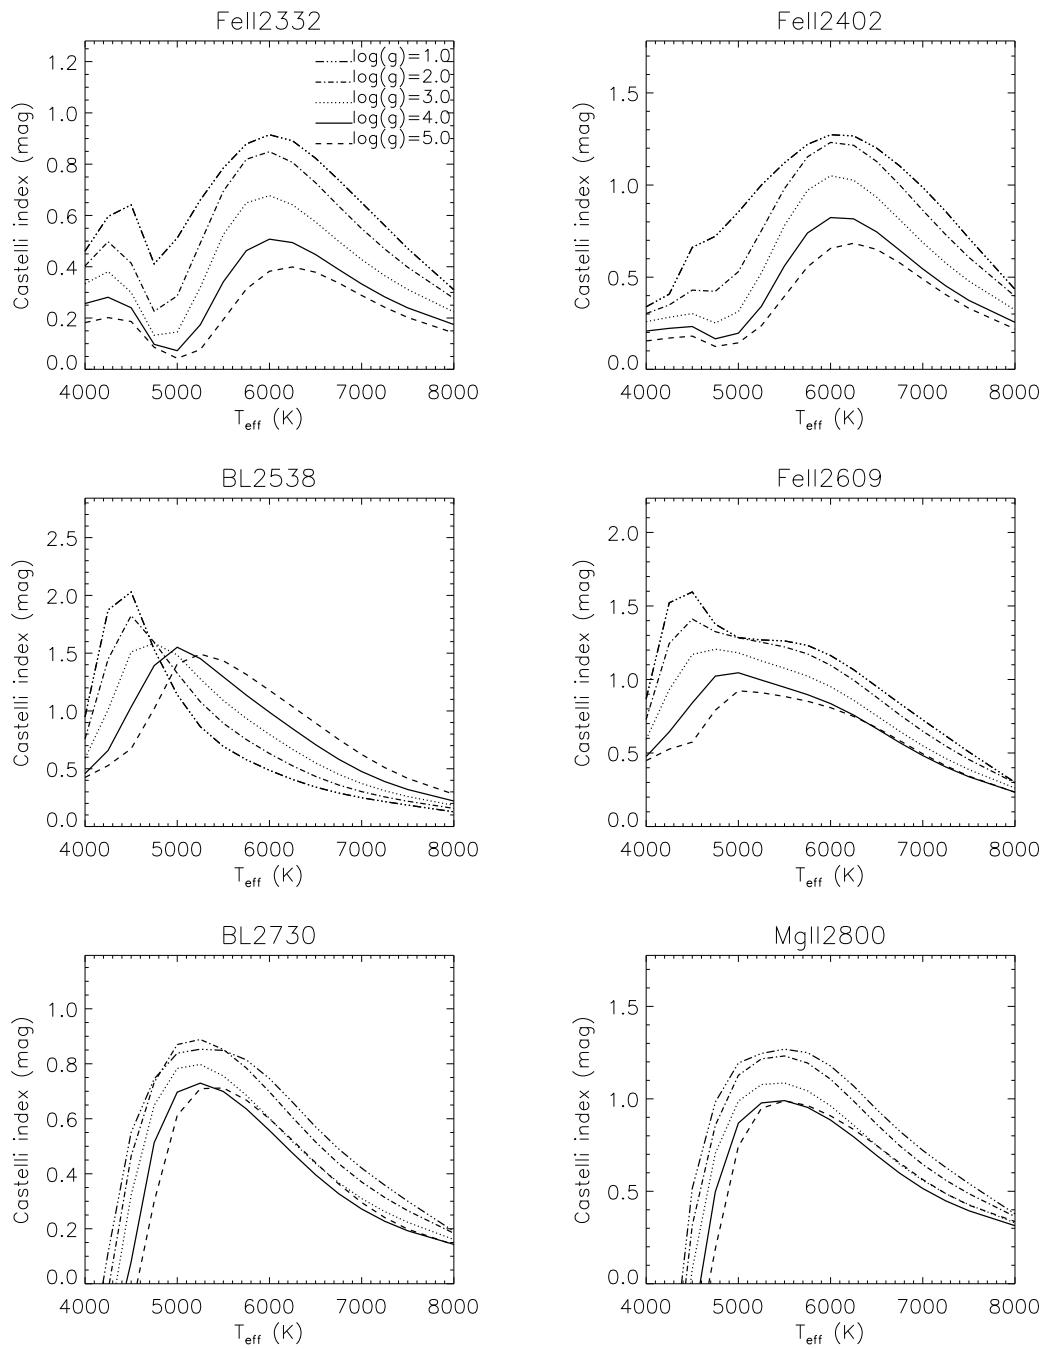 FeII2332
Castelli index (mag)
1.2
1.0
0.8
0.6
0.4
0.2
0.0
log(g)=1.0
log(g)=2.0
log(g)=3.0
log(g)=4.0
log(g)=5.0
4000 5000 6000 7000 8000
Teff (K)
FeII2402
Castelli index (mag)
1.5
1.0
0.5
0.0
4000 5000 6000 7000 8000
Teff (K)
BL2538
Castelli index (mag)
2.5
2.0
1.5
1.0
0.5
0.0
4000 5000 6000 7000 8000
Teff (K)
FeII2609
Castelli index (mag)
2.0
1.5
1.0
0.5
0.0
4000 5000 6000 7000 8000
Teff (K)
BL2730
Castelli index (mag)
1.0
0.8
0.6
0.4
0.2
0.0
4000 5000 6000 7000 8000
Teff (K)
MgII2800
Castelli index (mag)
1.5
1.0
0.5
0.0
4000 5000 6000 7000 8000
Teff (K)